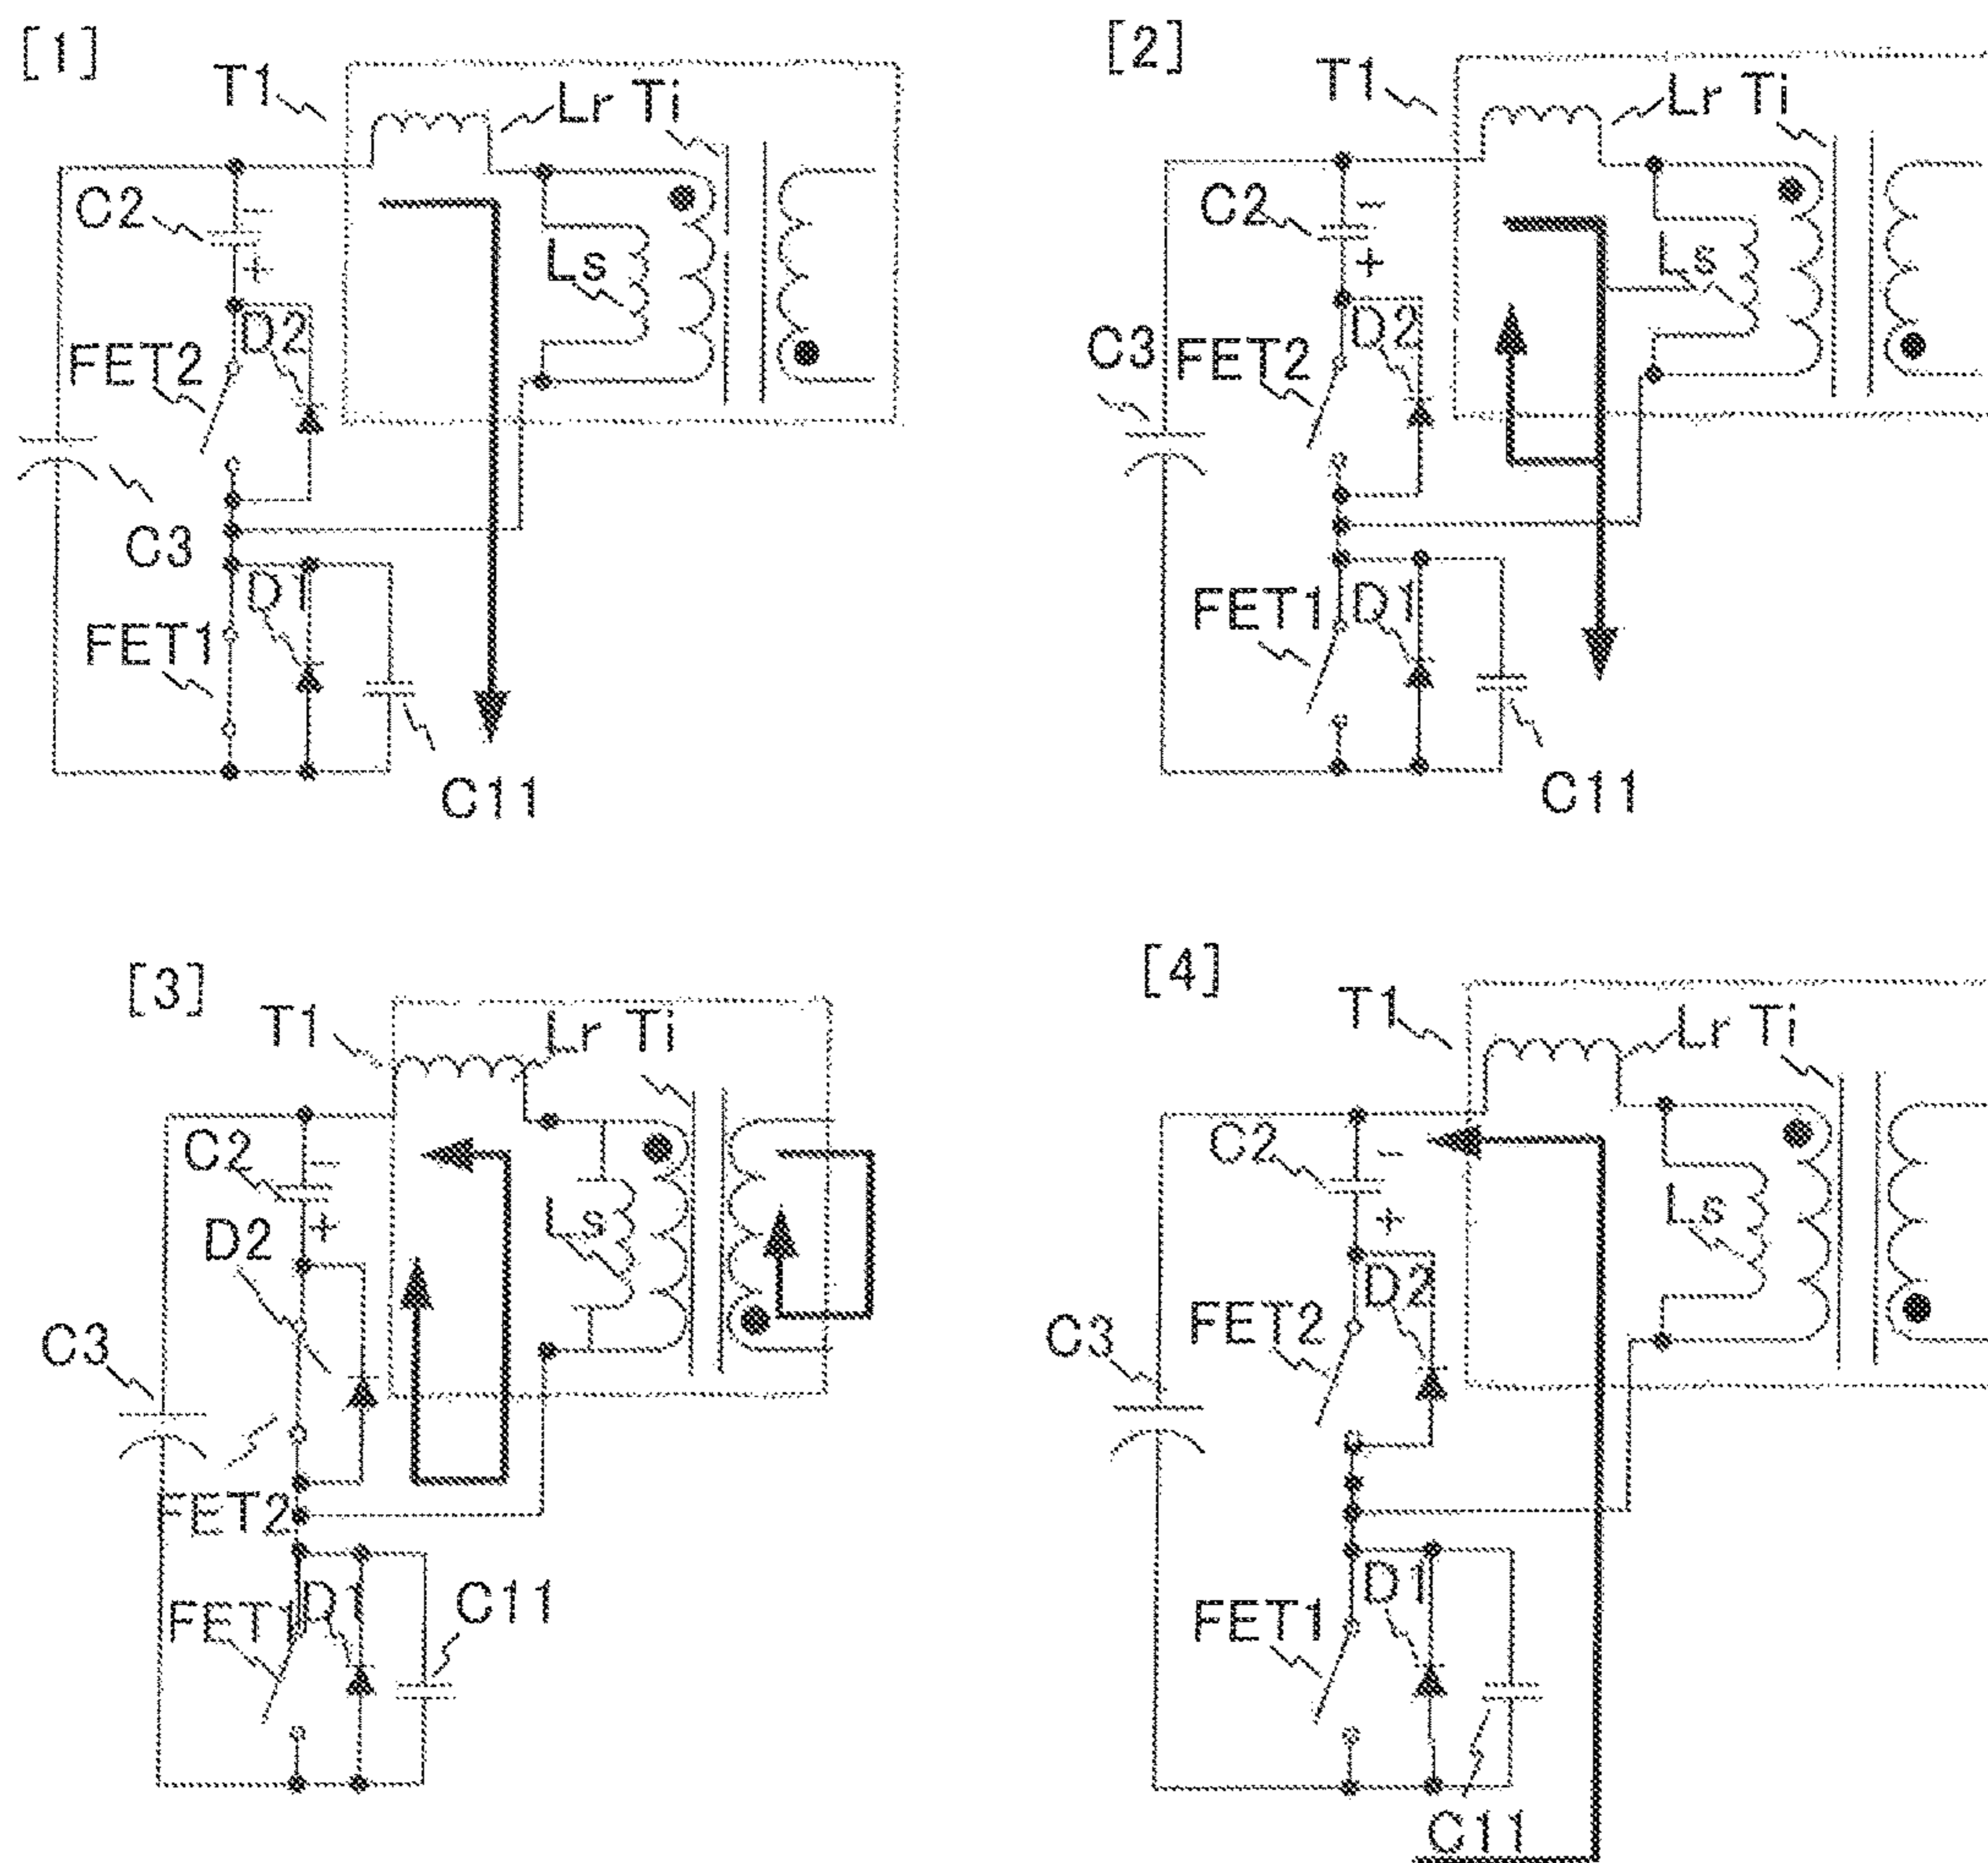 [1]
T1
Lr Ti
C2
−
+
Ls
D2
FET2
C3
D1
FET1
C11
[2]
T1
Lr Ti
C2
−
+
Ls
D2
C3
FET2
FET1
D1
C11
[3]
T1
Lr Ti
C2
−
+
Ls
D2
C3
FET2
D1
FET1
C11
[4]
T1
Lr Ti
C2
−
+
Ls
D2
C3
FET2
D1
FET1
C11